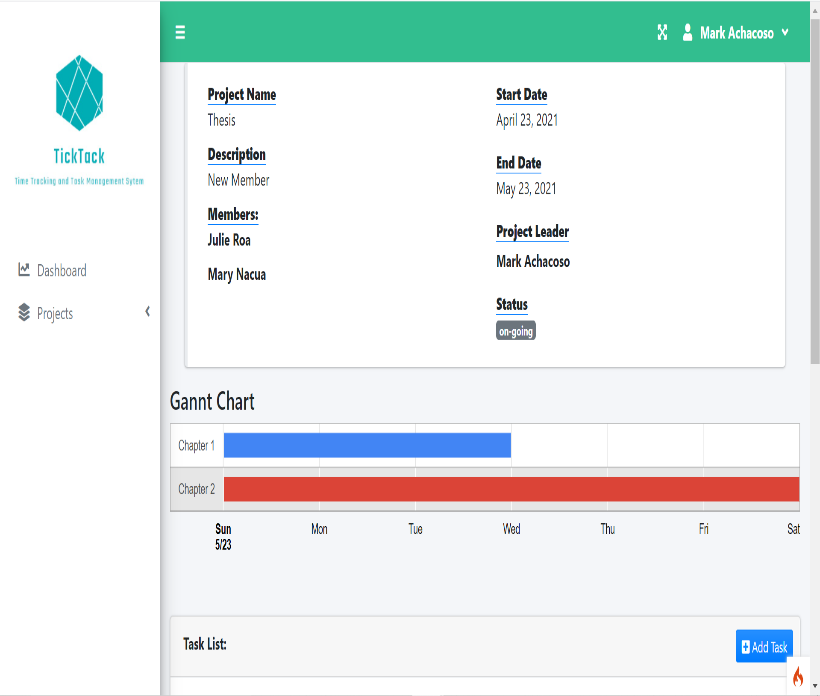 Mark Achacoso
TickTack
Time Tracking and Task Management Sytem
Dashboard
Projects
Project Name
Thesis
Description
New Member
Members:
Julie Roa
Mary Nacua
Start Date
April 23, 2021
End Date
May 23, 2021
Project Leader
Mark Achacoso
Status
on-going
Gannt Chart
Chapter 1
Chapter 2
Sun Mon Tue Wed Thu Fri Sat
5/23
Task List:
Add Task